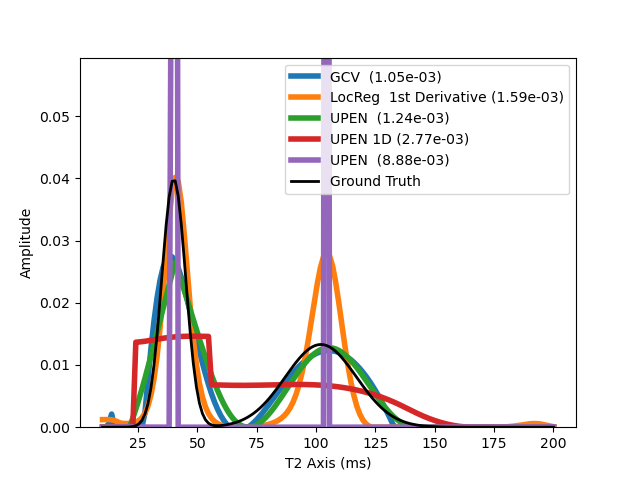 GCV (1.05e-03)
LocReg 1st Derivative (1.59e-03)
UPEN (1.24e-03)
UPEN 1D (2.77e-03)
UPEN (8.88e-03)
Ground Truth
0.05
0.04
0.03
0.02
0.01
0.00
Amplitude
25 50 75 100 125 150 175 200
T2 Axis (ms)